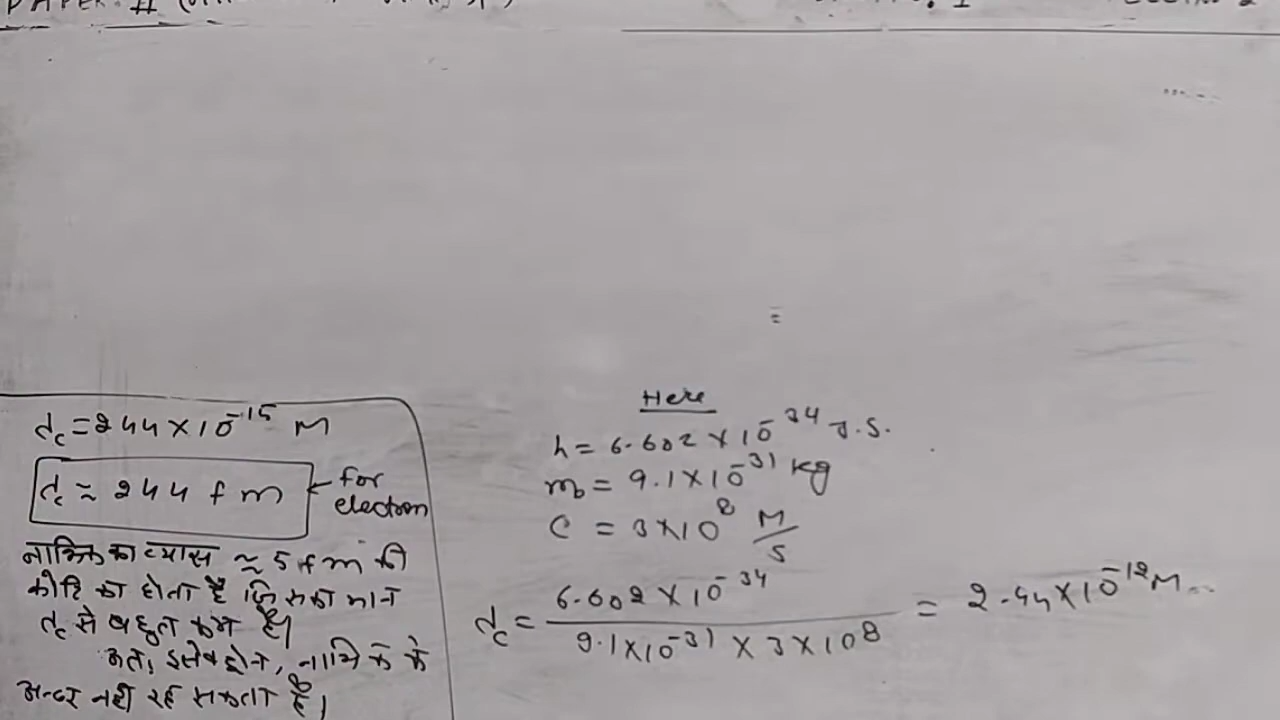 PAPER: II
λc = 244 × 10⁻¹⁵ M
λc ≈ 244 f m ← for electron
नाभिक का व्यास ≈ 5 f m की
कोटि का होता है जिसका मान
λc से बहुत कम है।
अतः इलेक्ट्रोन, नाभिक के
अन्दर नही रह सकता है।
=
Here
h = 6.602 × 10⁻³⁴ J.S.
m₀ = 9.1 × 10⁻³¹ kg
C = 3 × 10⁸ M/S
λc = 6.602 × 10⁻³⁴ / 9.1 × 10⁻³¹ × 3 × 10⁸ = 2.44 × 10⁻¹² M..